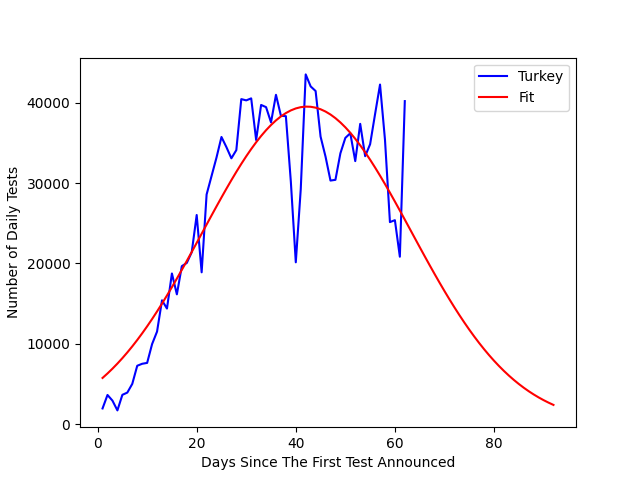 Turkey
Fit
Number of Daily Tests
40000
30000
20000
10000
0
0 20 40 60 80
Days Since The First Test Announced